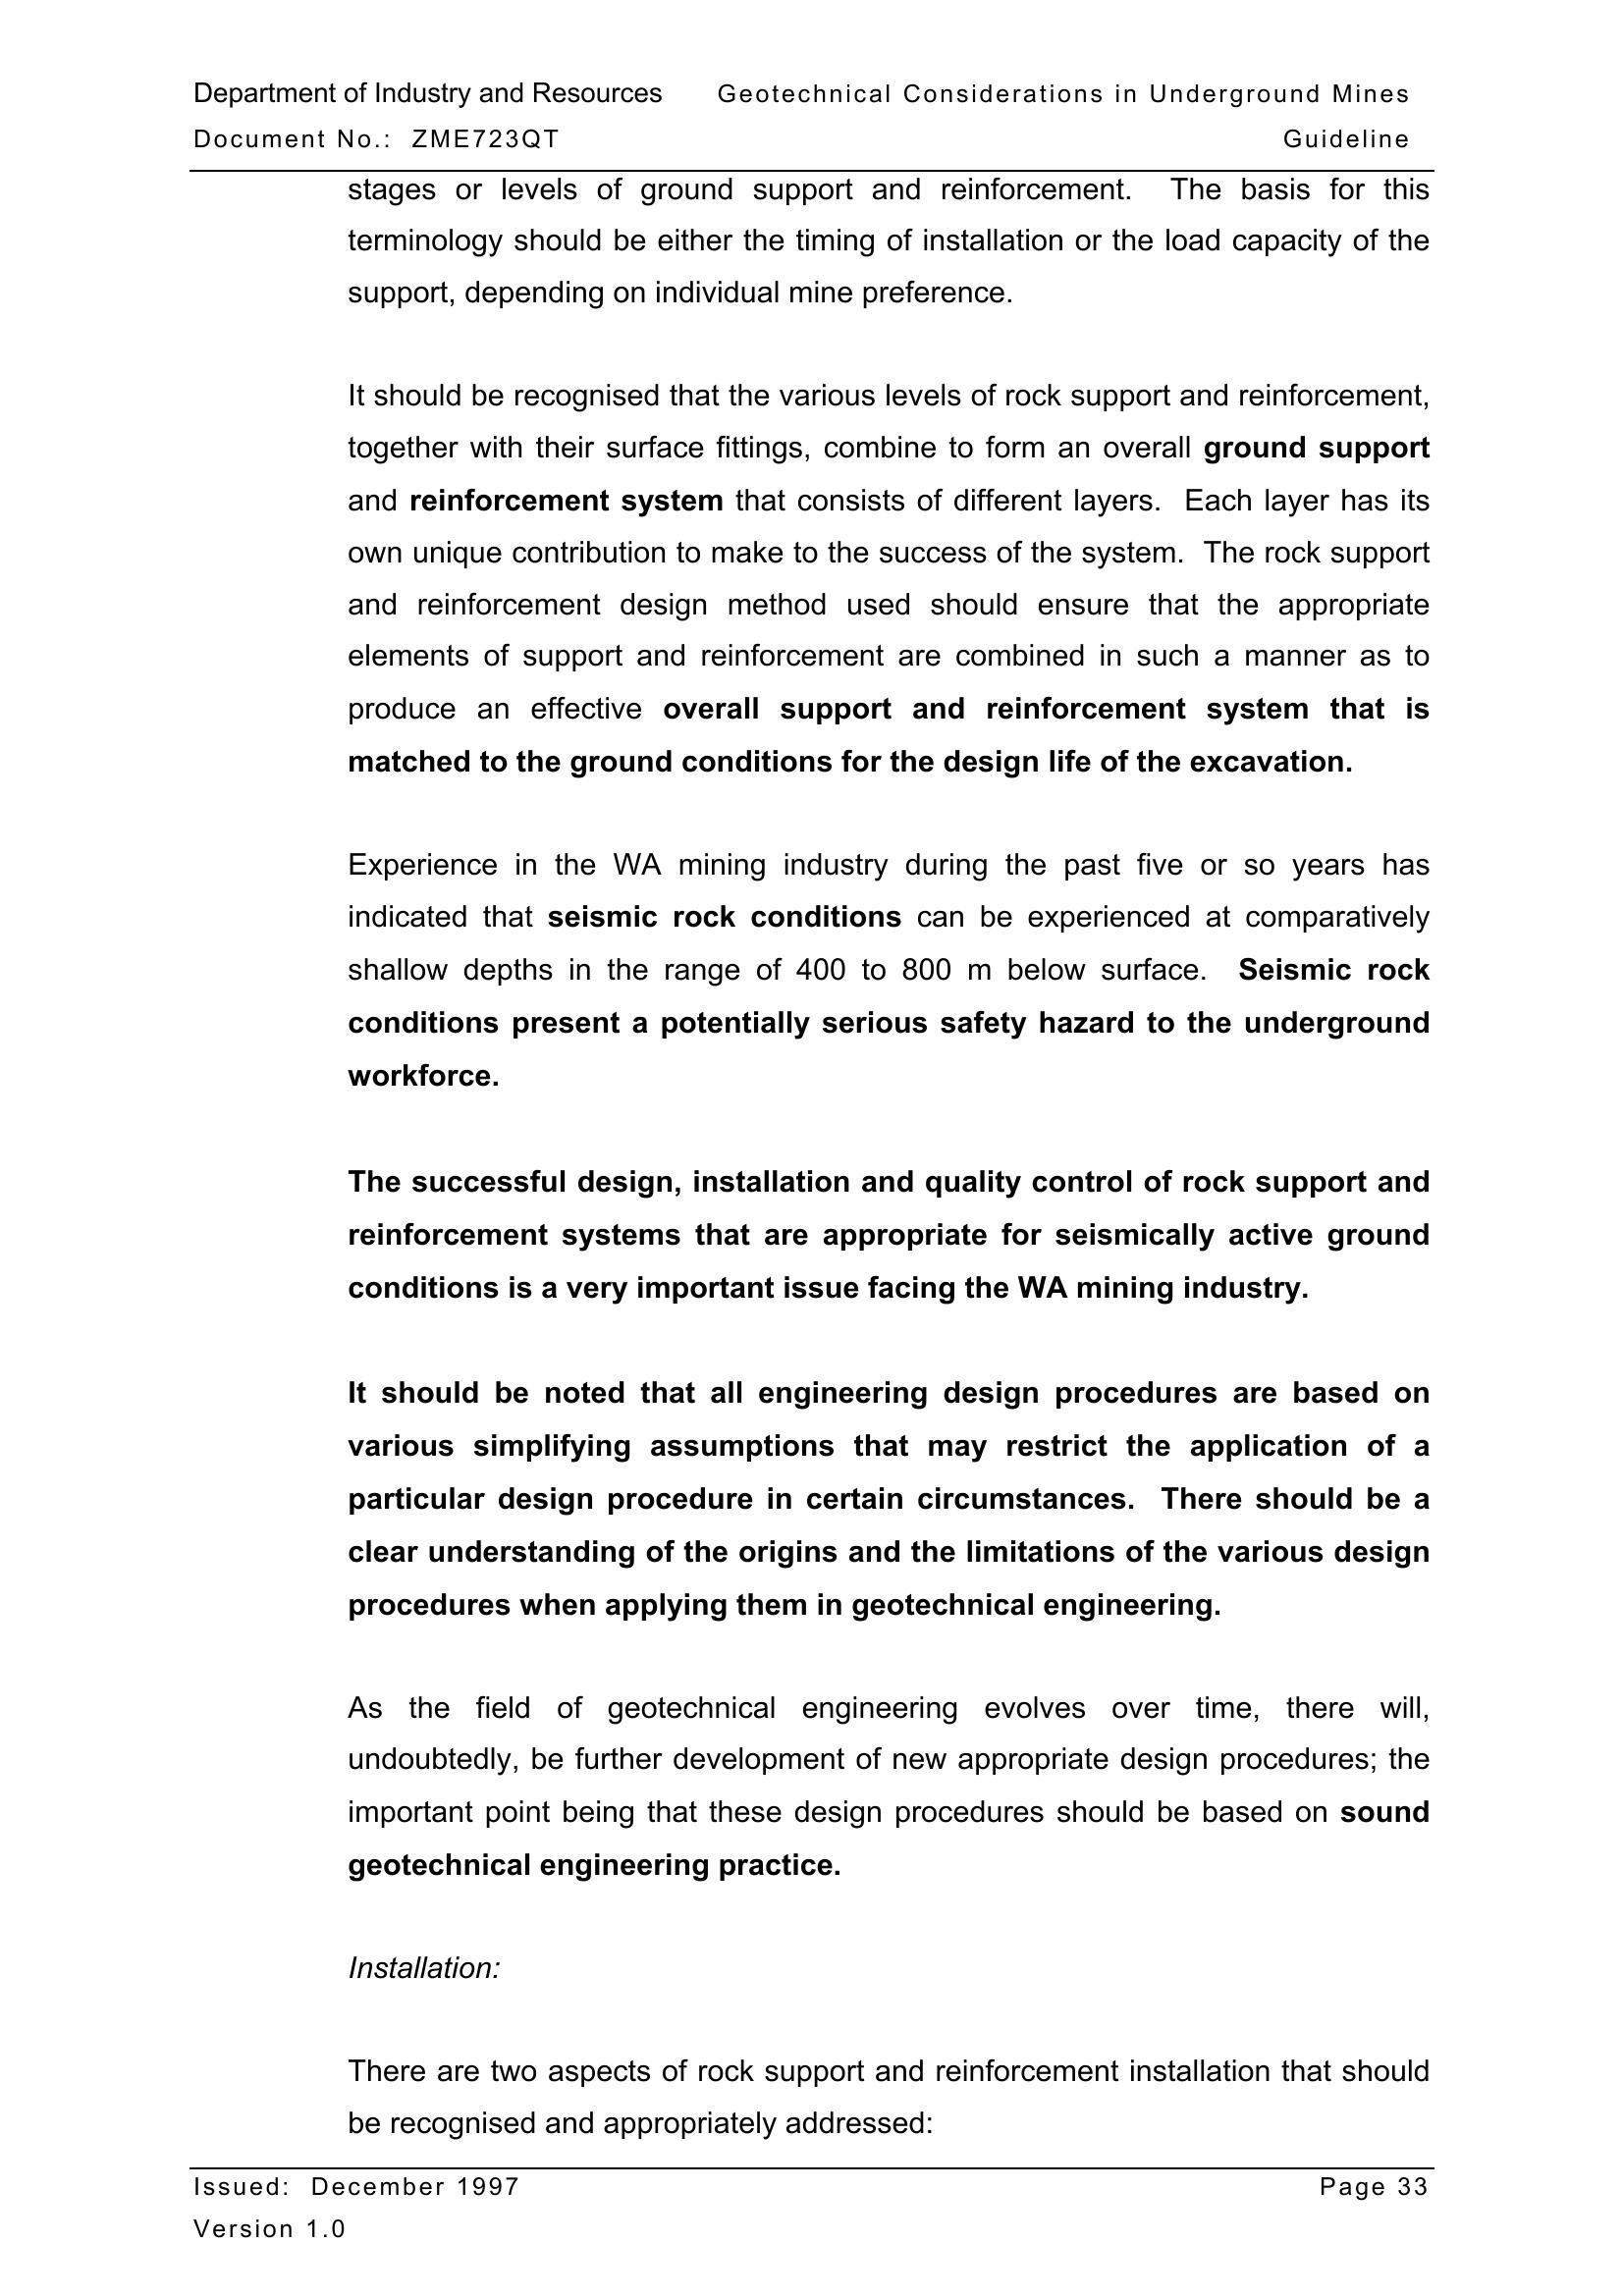 Department of Industry and Resources Geotechnical Considerations in Underground Mines
Document No.: ZME723QT Guideline
stages or levels of ground support and reinforcement. The basis for this
terminology should be either the timing of installation or the load capacity of the
support, depending on individual mine preference.
It should be recognised that the various levels of rock support and reinforcement,
together with their surface fittings, combine to form an overall ground support
and reinforcement system that consists of different layers. Each layer has its
own unique contribution to make to the success of the system. The rock support
and reinforcement design method used should ensure that the appropriate
elements of support and reinforcement are combined in such a manner as to
produce an effective overall support and reinforcement system that is
matched to the ground conditions for the design life of the excavation.
Experience in the WA mining industry during the past five or so years has
indicated that seismic rock conditions can be experienced at comparatively
shallow depths in the range of 400 to 800 m below surface. Seismic rock
conditions present a potentially serious safety hazard to the underground
workforce.
The successful design, installation and quality control of rock support and
reinforcement systems that are appropriate for seismically active ground
conditions is a very important issue facing the WA mining industry.
It should be noted that all engineering design procedures are based on
various simplifying assumptions that may restrict the application of a
particular design procedure in certain circumstances. There should be a
clear understanding of the origins and the limitations of the various design
procedures when applying them in geotechnical engineering.
As the field of geotechnical engineering evolves over time, there will,
undoubtedly, be further development of new appropriate design procedures; the
important point being that these design procedures should be based on sound
geotechnical engineering practice.
Installation:
There are two aspects of rock support and reinforcement installation that should
be recognised and appropriately addressed:
Issued: December 1997 Page 33
Version 1.0